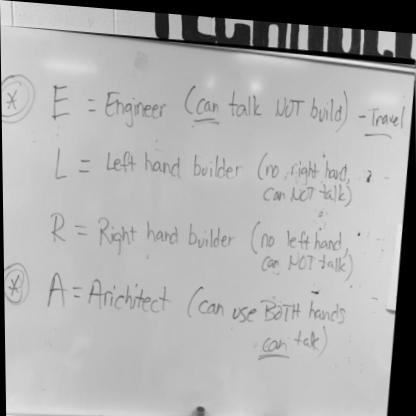 * E = Engineer (can talk NOT build) - Travel
L = Left hand builder (no right hand,
can NOT talk)
R = Right hand builder (no left hand,
can NOT talk)
* A = Arichitect (can use BOTH hands
can talk)